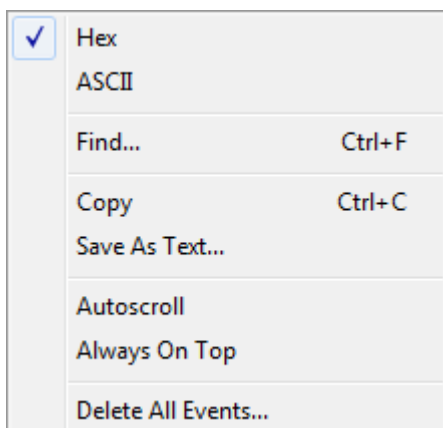 Hex
ASCII
Find... Ctrl+F
Copy Ctrl+C
Save As Text...
Autoscroll
Always On Top
Delete All Events...